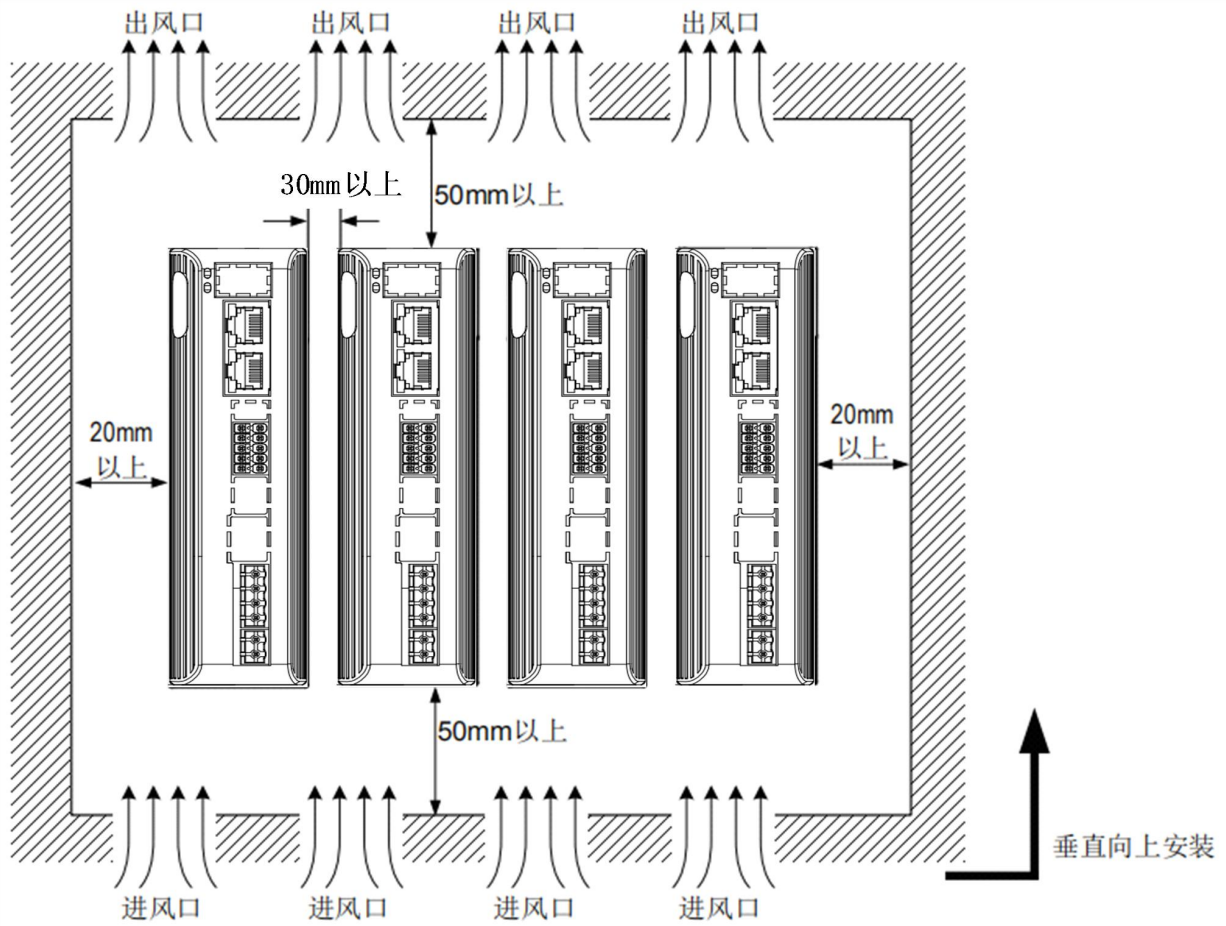 出风口 出风口 出风口 出风口
30mm以上
50mm以上
20mm
以上
20mm
以上
50mm以上
垂直向上安装
进风口 进风口 进风口 进风口